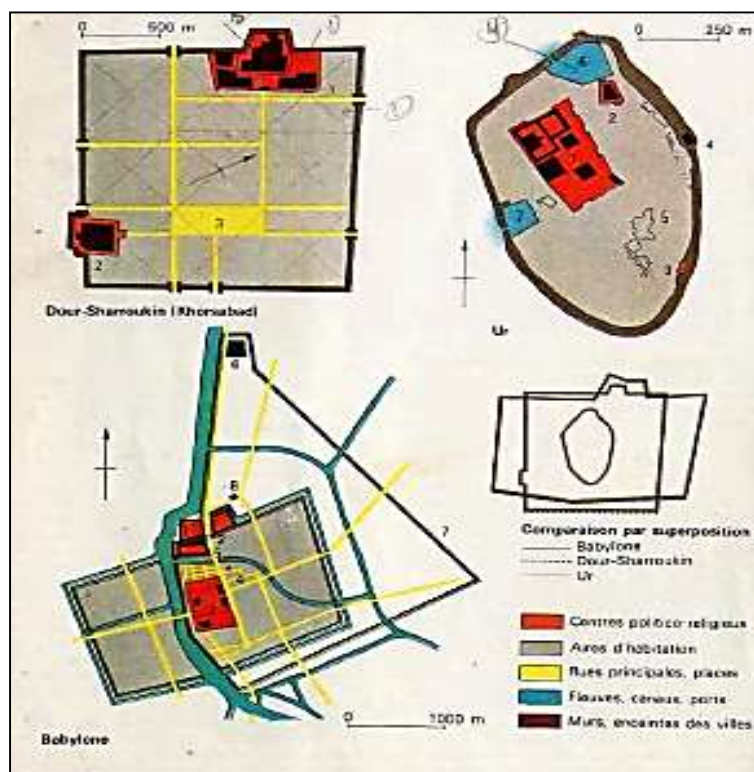 0 500 m
0 250 m
2
4
3
5
2
3
Dour-Sharroukin (Khorsabad)
Ur
6
8
7
Comparaison par superposition
Babylone
Dour-Sharroukin
Ur
Centres politico-religieux
Aires d'habitation
Rues principales, places
Fleuves, canaux, ports
Murs, enceintes des villes
0 1000 m
Babylone